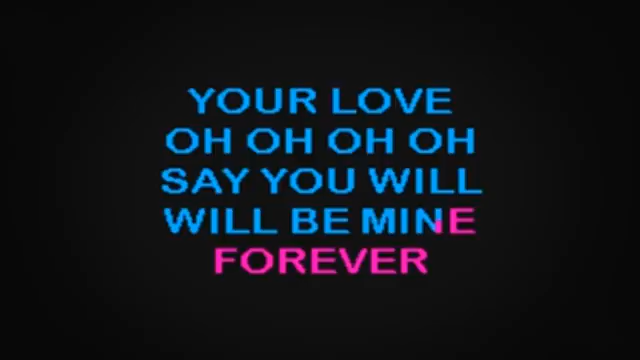 YOUR LOVE
OH OH OH OH
SAY YOU WILL
WILL BE MINE
FOREVER